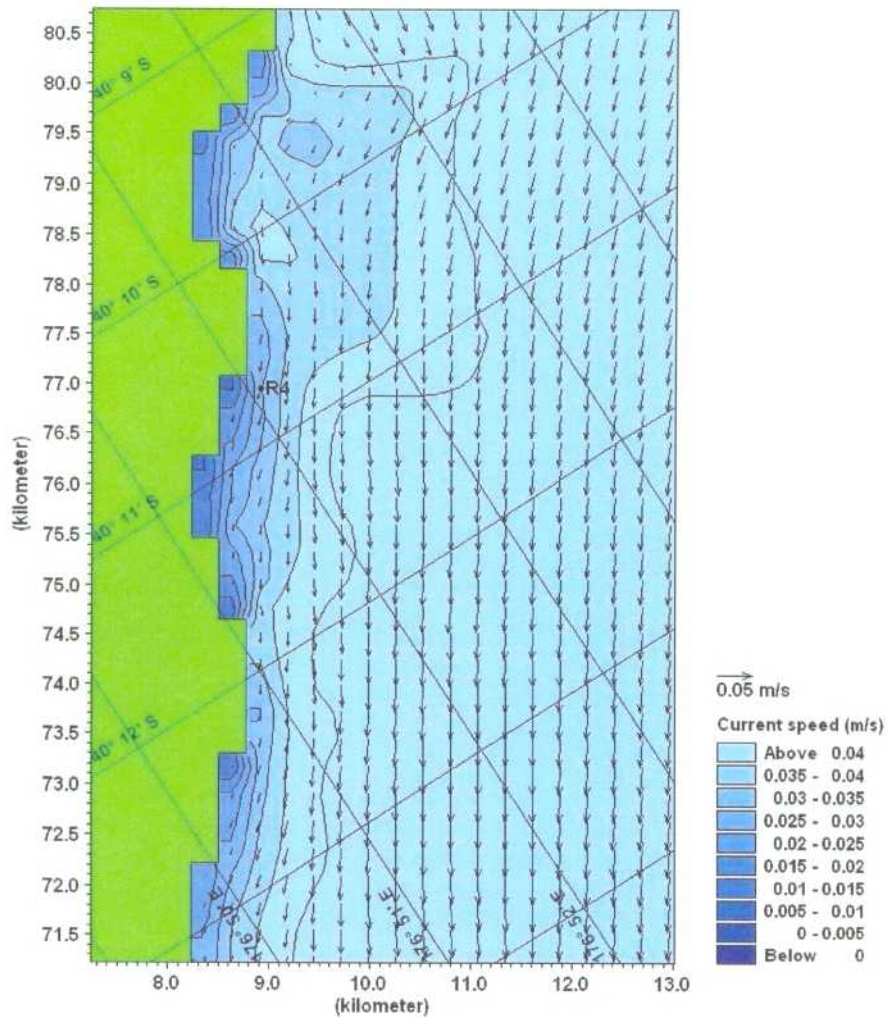 80.5
80.0
79.5
79.0
78.5
78.0
77.5
77.0
76.5
76.0
75.5
75.0
74.5
74.0
73.5
73.0
72.5
72.0
71.5
(kilometer)
40° 9' S
40° 10' S
40° 11' S
40° 12' S
R4
176° 50' E
176° 51' E
176° 52' E
8.0 9.0 10.0 11.0 12.0 13.0
(kilometer)
0.05 m/s
Current speed (m/s)
Above 0.04
0.035 - 0.04
0.03 - 0.035
0.025 - 0.03
0.02 - 0.025
0.015 - 0.02
0.01 - 0.015
0.005 - 0.01
0 - 0.005
Below 0